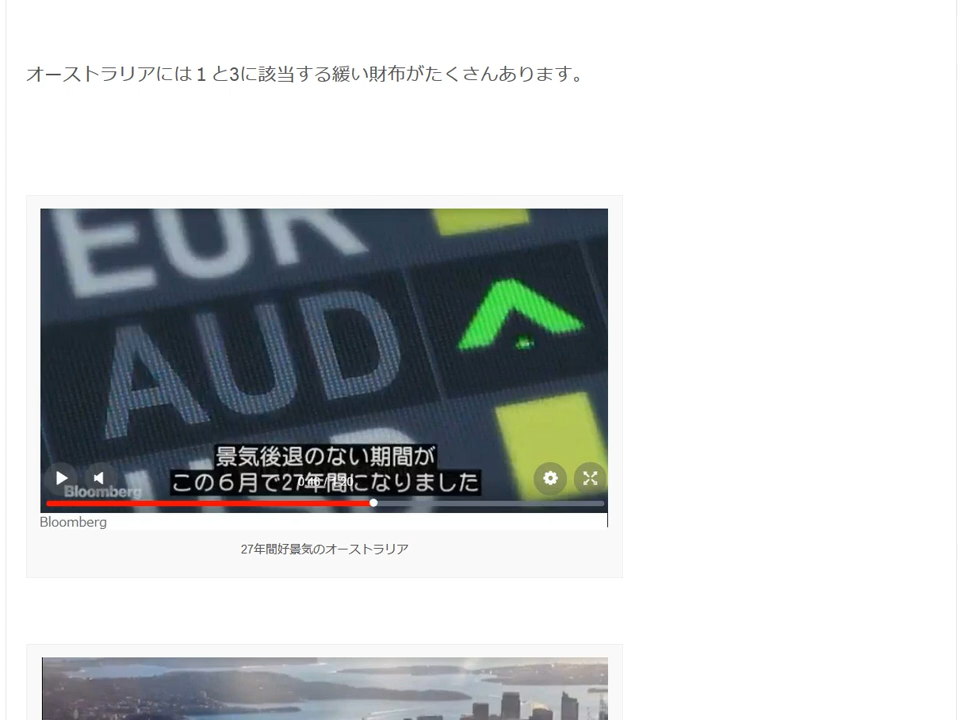 オーストラリアには１と3に該当する緩い財布がたくさんあります。
EUR
AUD
景気後退のない期間が
この６月で27年間になりました
Bloomberg
Bloomberg
27年間好景気のオーストラリア